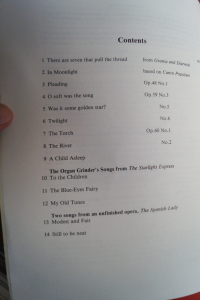 Contents
1 There are seven that pull the thread from Grania and Diarmid
2 In Moonlight based on Canto Popolare
3 Pleading Op.48 No.1
4 O soft was the song Op.59 No.3
5 Was it some golden star? No.5
6 Twilight No.6
7 The Torch Op.60 No.1
8 The River No.2
9 A Child Asleep
The Organ Grinder's Songs from The Starlight Express
10 To the Children
11 The Blue-Eyes Fairy
12 My Old Tunes
Two songs from an unfinished opera, The Spanish Lady
13 Modest and Fair
14 Still to be neat